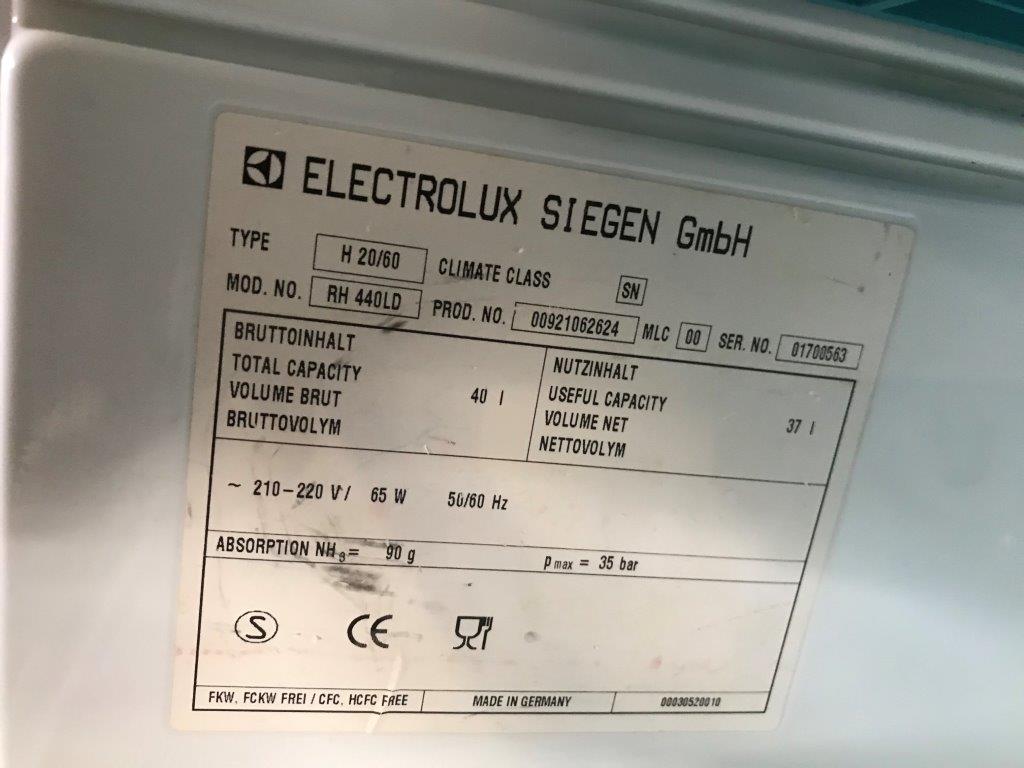 ELECTROLUX SIEGEN GmbH
TYPE H 20/60 CLIMATE CLASS SN
MOD. NO. RH 440LD PROD. NO. 00921062624 MLC 00 SER. NO. 01700563
BRUTTOINHALT
TOTAL CAPACITY
VOLUME BRUT 40 l
BRUTTOVOLYM
NUTZINHALT
USEFUL CAPACITY
VOLUME NET 37 l
NETTOVOLYM
~ 210-220 V/ 65 W 50/60 Hz
ABSORPTION NH₃= 90 g pmax = 35 bar
S CE
FKW, FCKW FREI / CFC, HCFC FREE MADE IN GERMANY 00030520010